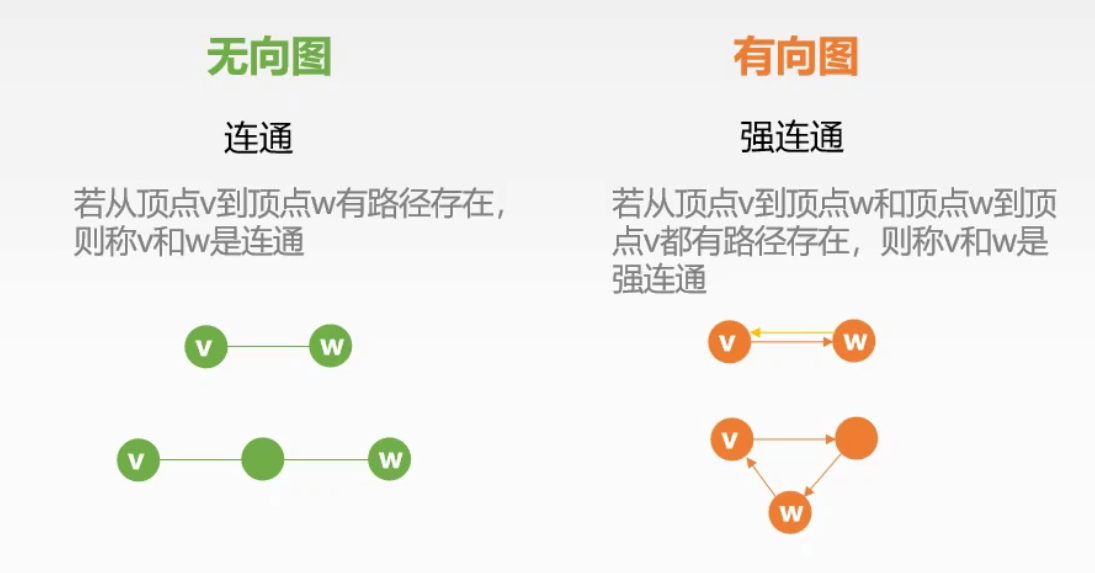 无向图
连通
若从顶点v到顶点w有路径存在，
则称v和w是连通
v w
v w
有向图
强连通
若从顶点v到顶点w和顶点w到顶
点v都有路径存在，则称v和w是
强连通
v w
v
w